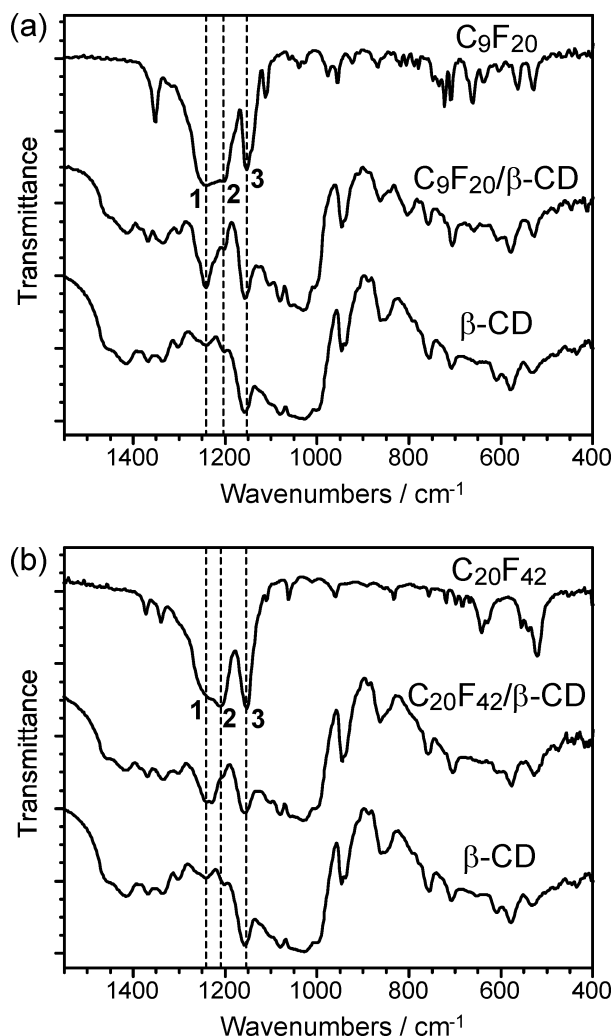 (a)
C₉F₂₀
1
2
3
C₉F₂₀/β-CD
β-CD
Transmittance
1400 1200 1000 800 600 400
Wavenumbers / cm⁻¹
(b)
C₂₀F₄₂
1
2
3
C₂₀F₄₂/β-CD
β-CD
Transmittance
1400 1200 1000 800 600 400
Wavenumbers / cm⁻¹